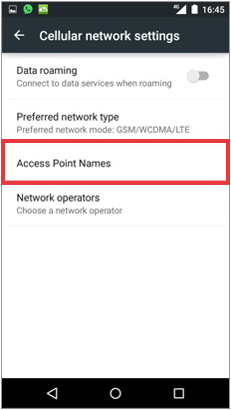 4G 16:45
Cellular network settings
Data roaming
Connect to data services when roaming
Preferred network type
Preferred network mode: GSM/WCDMA/LTE
Access Point Names
Network operators
Choose a network operator